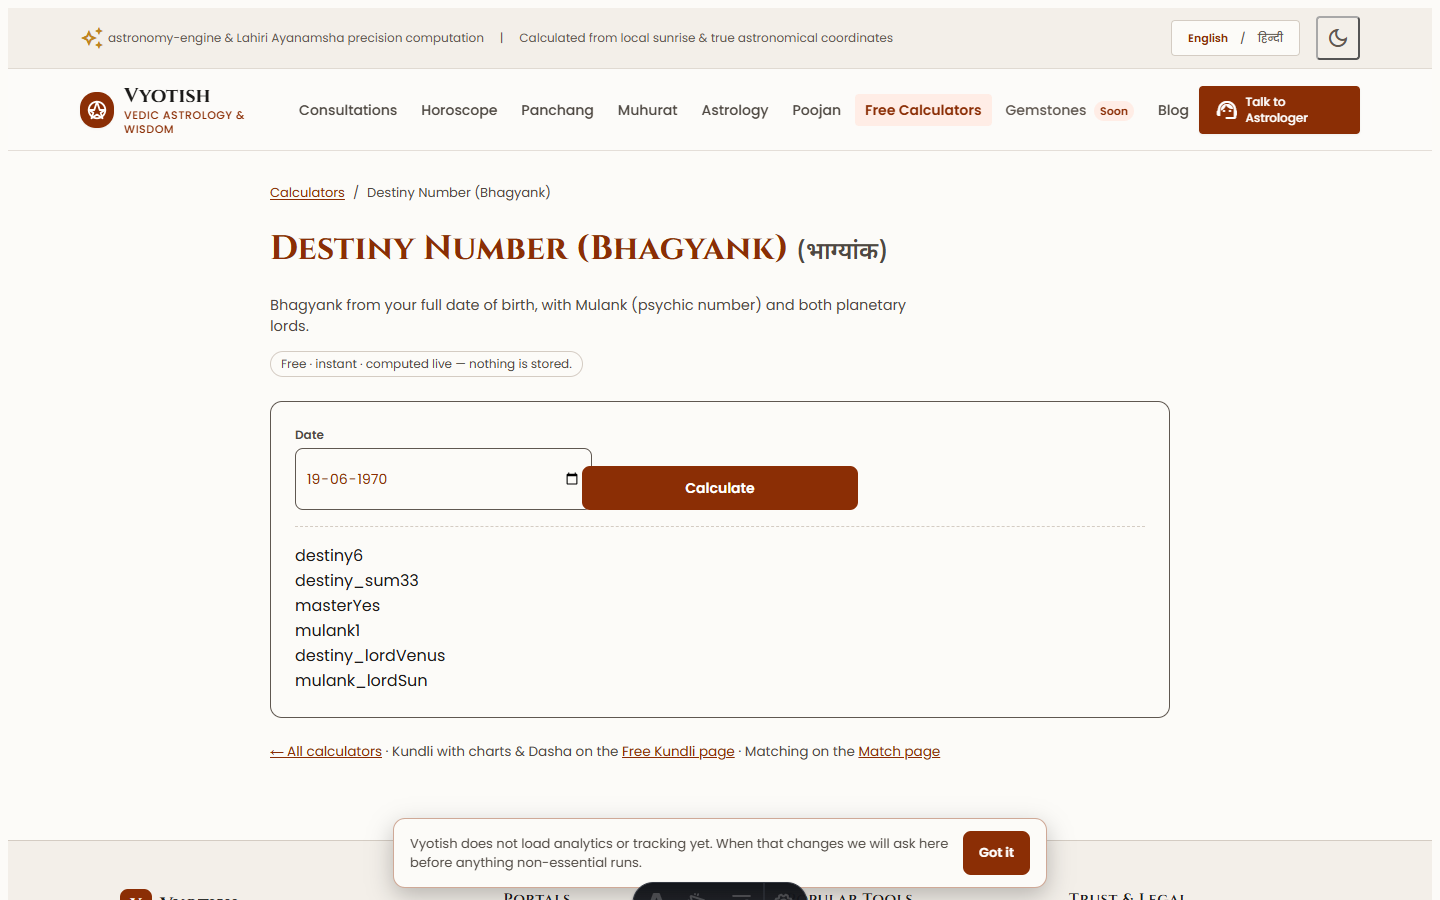 astronomy-engine & Lahiri Ayanamsha precision computation | Calculated from local sunrise & true astronomical coordinates
English / हिन्दी
Vyotish
VEDIC ASTROLOGY & WISDOM
Consultations Horoscope Panchang Muhurat Astrology Poojan Free Calculators Gemstones Soon Blog
Talk to Astrologer
Calculators / Destiny Number (Bhagyank)
Destiny Number (Bhagyank) (भाग्यांक)
Bhagyank from your full date of birth, with Mulank (psychic number) and both planetary
lords.
Free · instant · computed live — nothing is stored.
Date
19-06-1970
Calculate
destiny6
destiny_sum33
masterYes
mulank1
destiny_lordVenus
mulank_lordSun
← All calculators · Kundli with charts & Dasha on the Free Kundli page · Matching on the Match page
Vyotish does not load analytics or tracking yet. When that changes we will ask here
before anything non-essential runs.
Got it
Portals
Trust & Legal